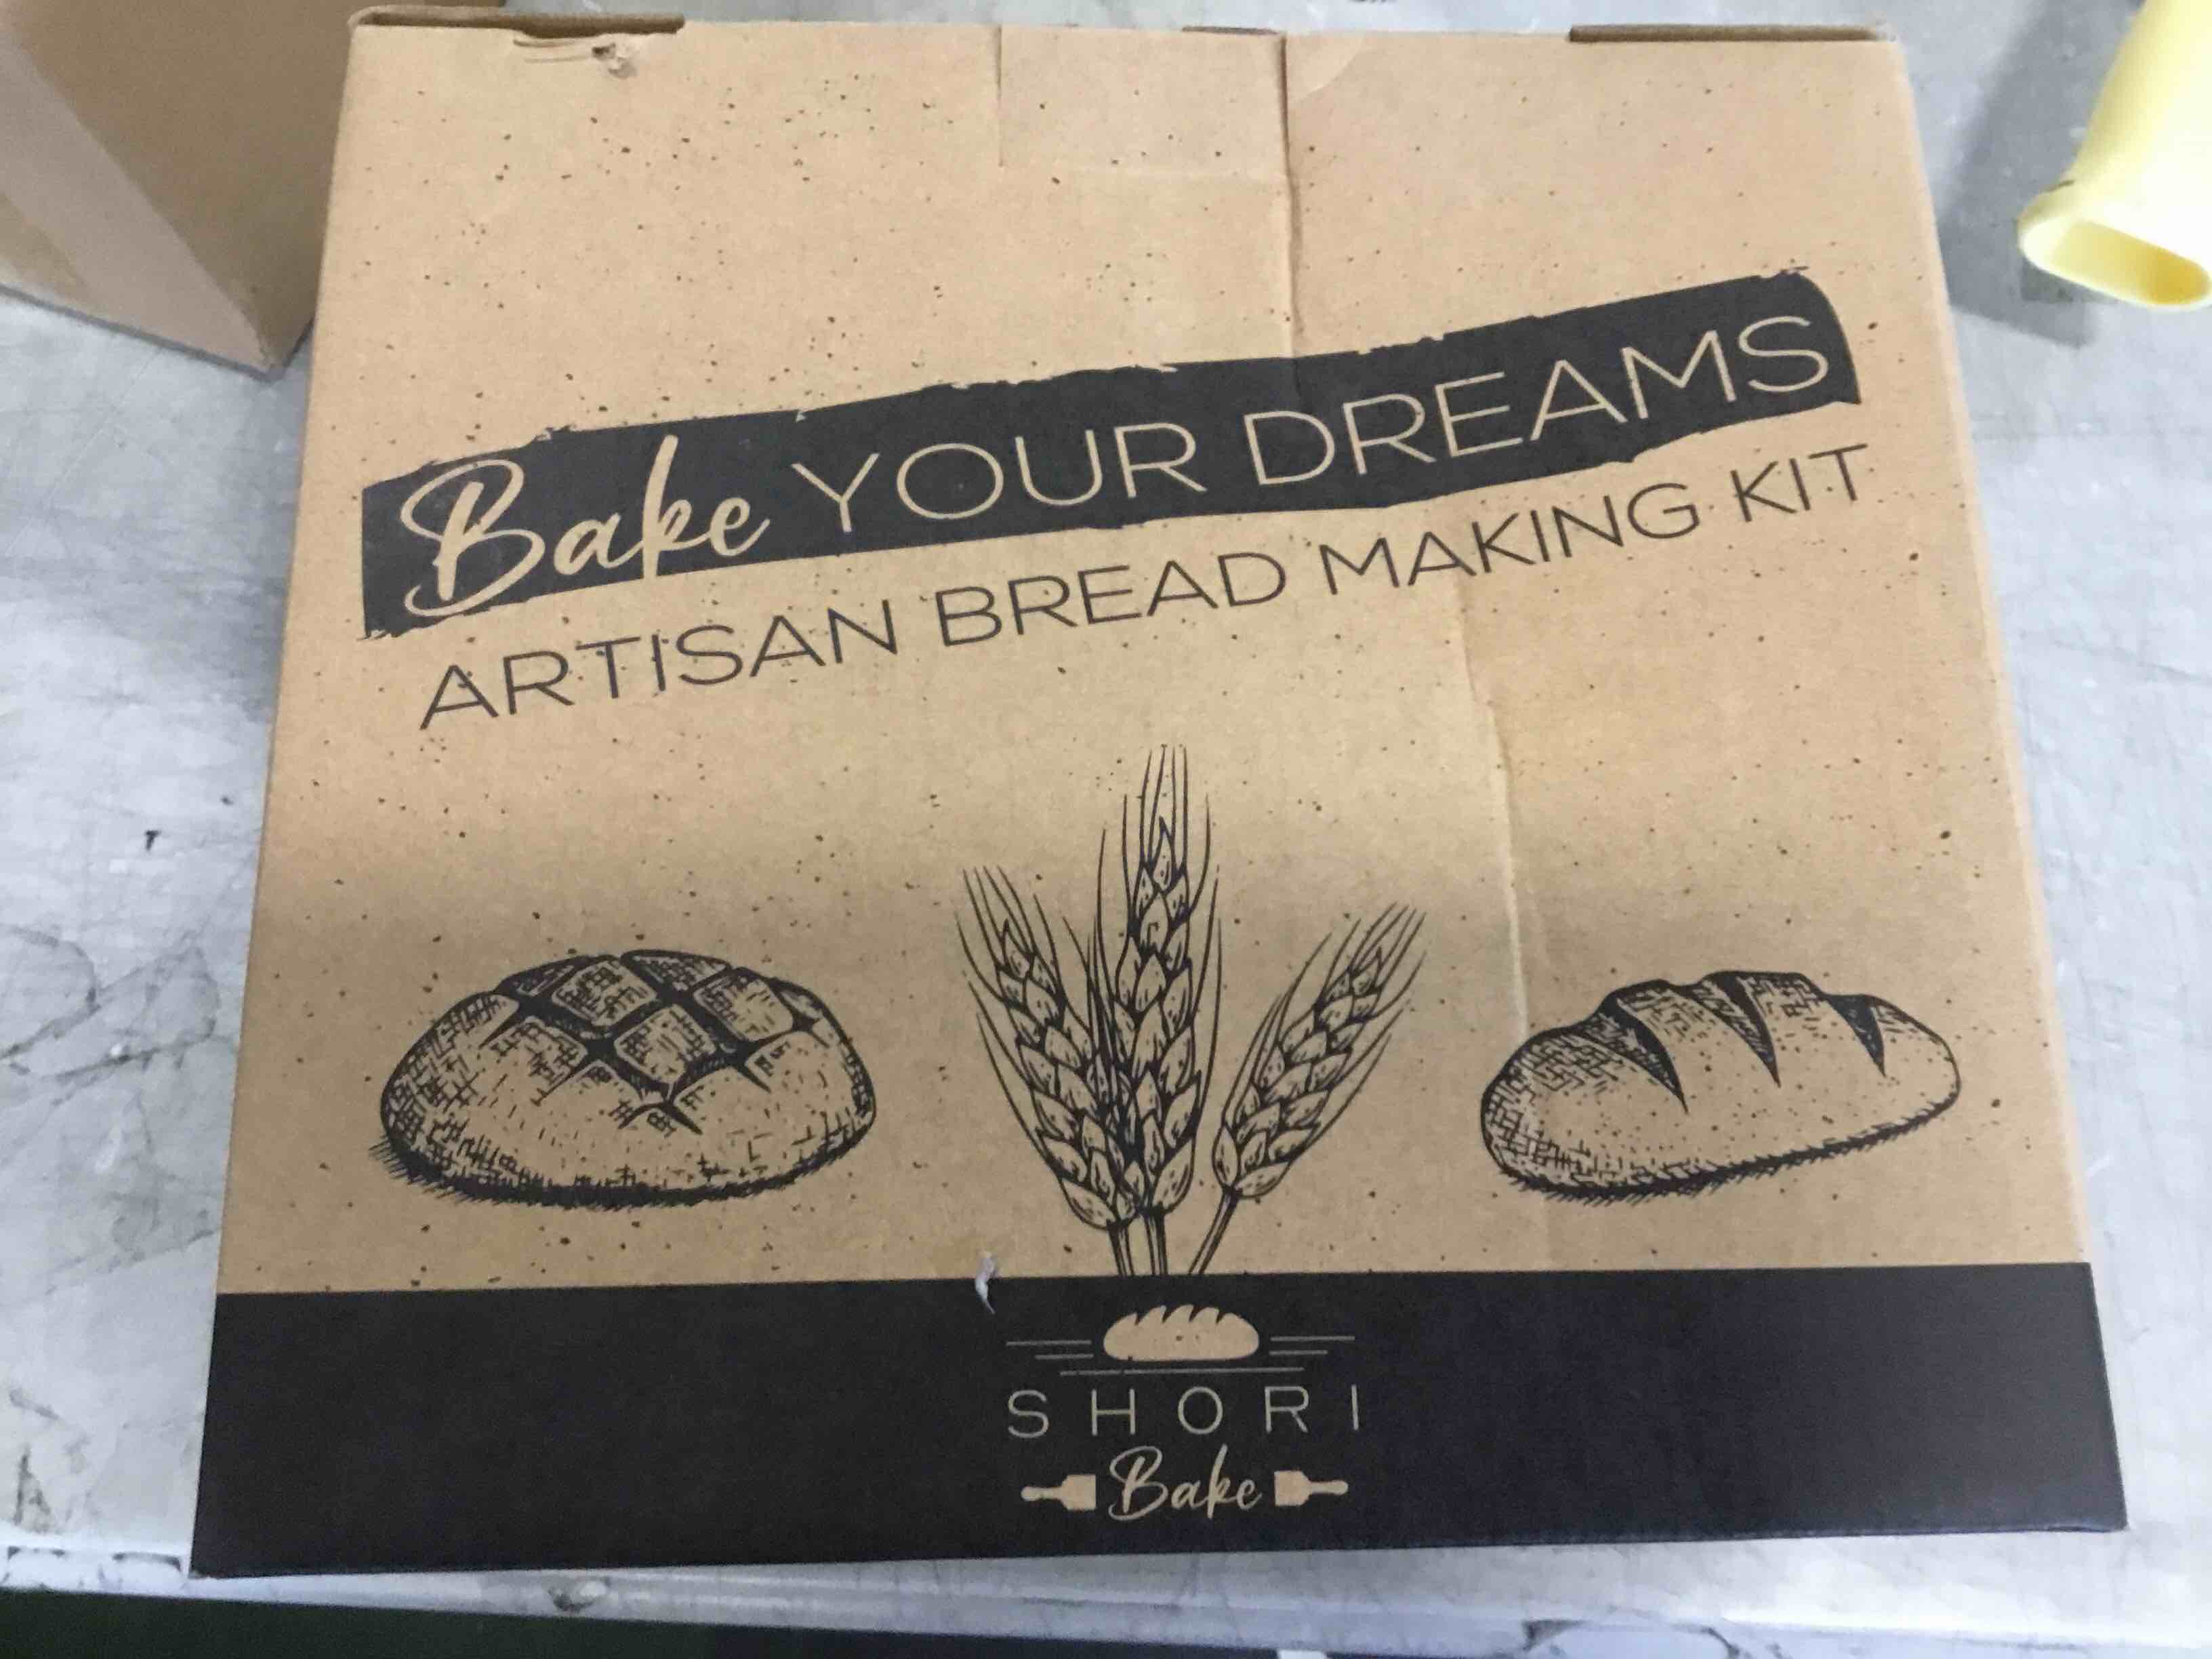 Bake YOUR DREAMS
ARTISAN BREAD MAKING KIT
SHORI
Bake